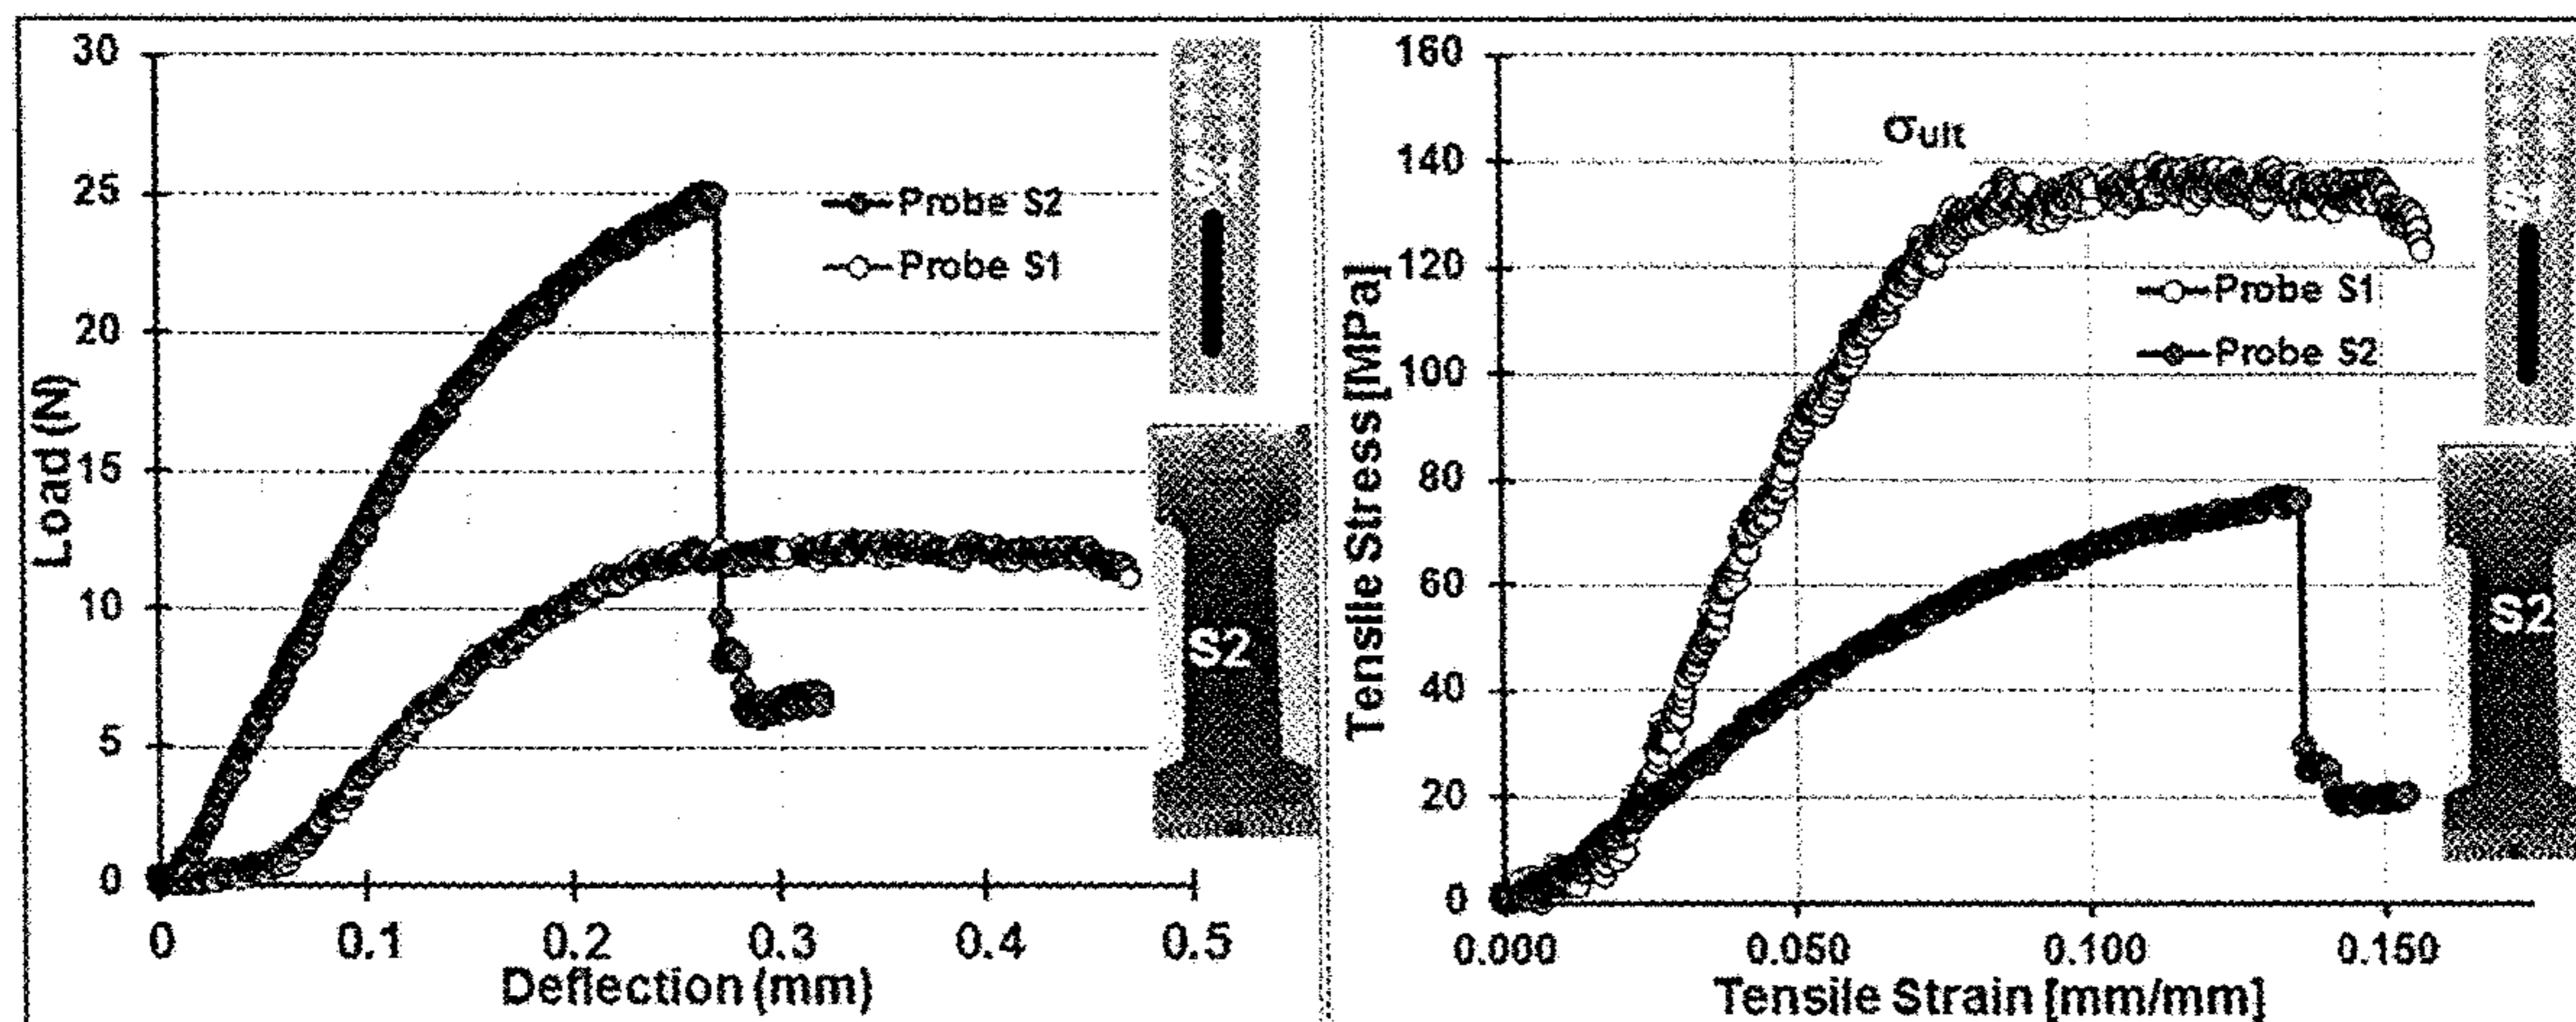 30
25
20
15
10
5
0
Load (N)
Probe S2
Probe S1
0 0.1 0.2 0.3 0.4 0.5
Deflection (mm)
S1
S2
160
140
120
100
80
60
40
20
0
Tensile Stress [MPa]
σult
Probe S1
Probe S2
0.000 0.050 0.100 0.150
Tensile Strain [mm/mm]
S1
S2